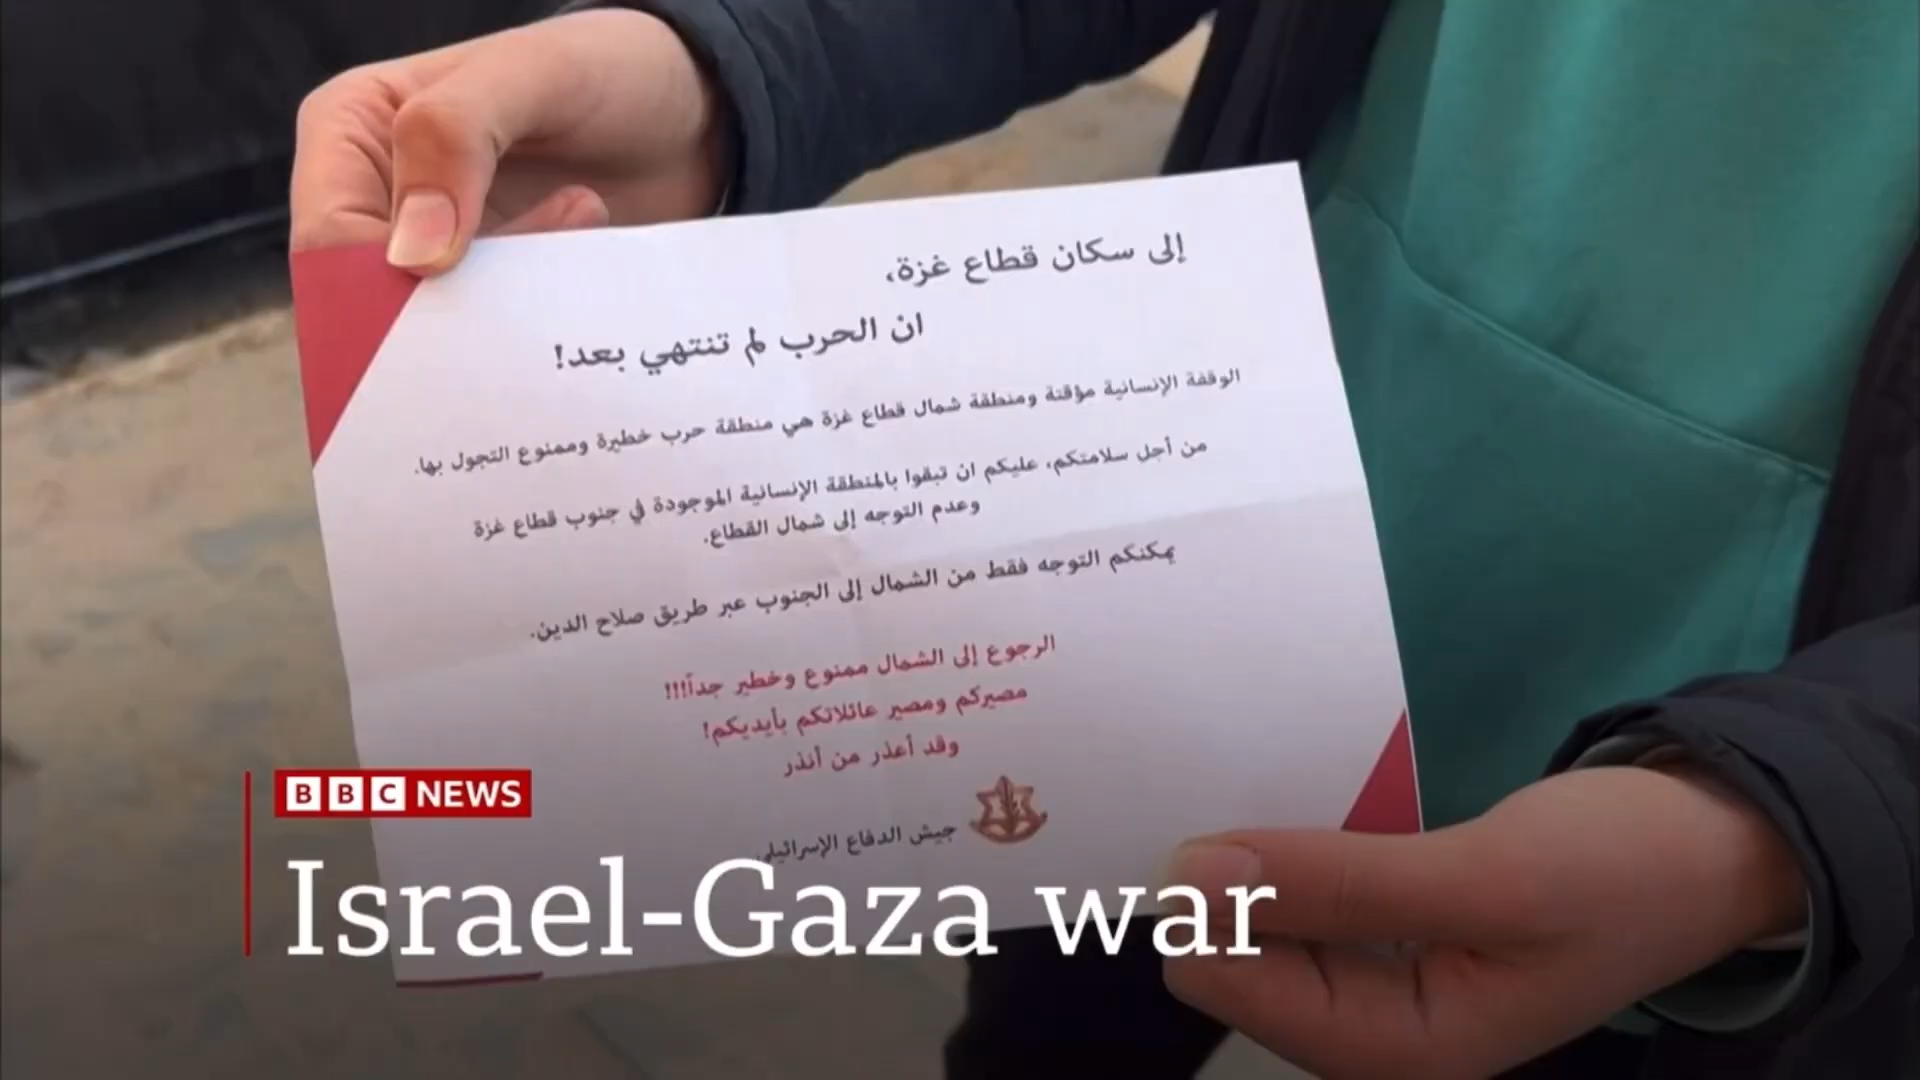 إلى سكان قطاع غزة،
ان الحرب لم تنتهي بعد!
الوقفة الإنسانية مؤقتة ومنطقة شمال قطاع غزة هي منطقة حرب خطيرة وممنوع التجول بها.
من أجل سلامتكم، عليكم ان تبقوا بالمنطقة الإنسانية الموجودة في جنوب قطاع غزة
وعدم التوجه إلى شمال القطاع.
يمكنكم التوجه فقط من الشمال إلى الجنوب عبر طريق صلاح الدين.
الرجوع إلى الشمال ممنوع وخطير جداً!!!
مصيركم ومصير عائلاتكم بأيديكم!
وقد أعذر من أنذر
جيش الدفاع الإسرائيلي
BBC NEWS
Israel-Gaza war